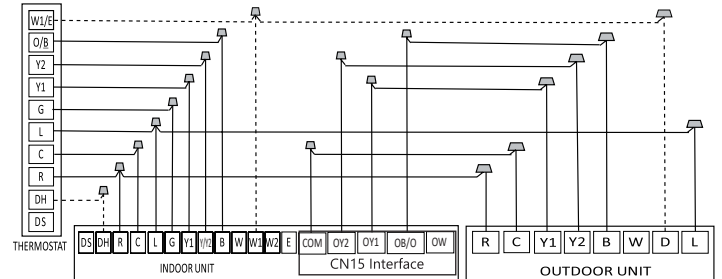 W1/E
O/B
Y2
Y1
G
L
C
R
DH
DS
THERMOSTAT
DS DH R C L G Y1 Y/Y2 B W W1 W2 E COM OY2 OY1 OB/O OW
INDOOR UNIT
CN15 Interface
R C Y1 Y2 B W D L
OUTDOOR UNIT